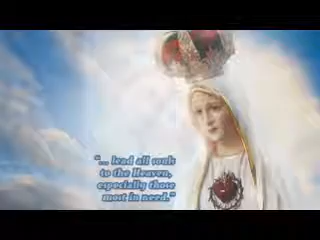 “... lead all souls
to the Heaven,
especially those
most in need.”